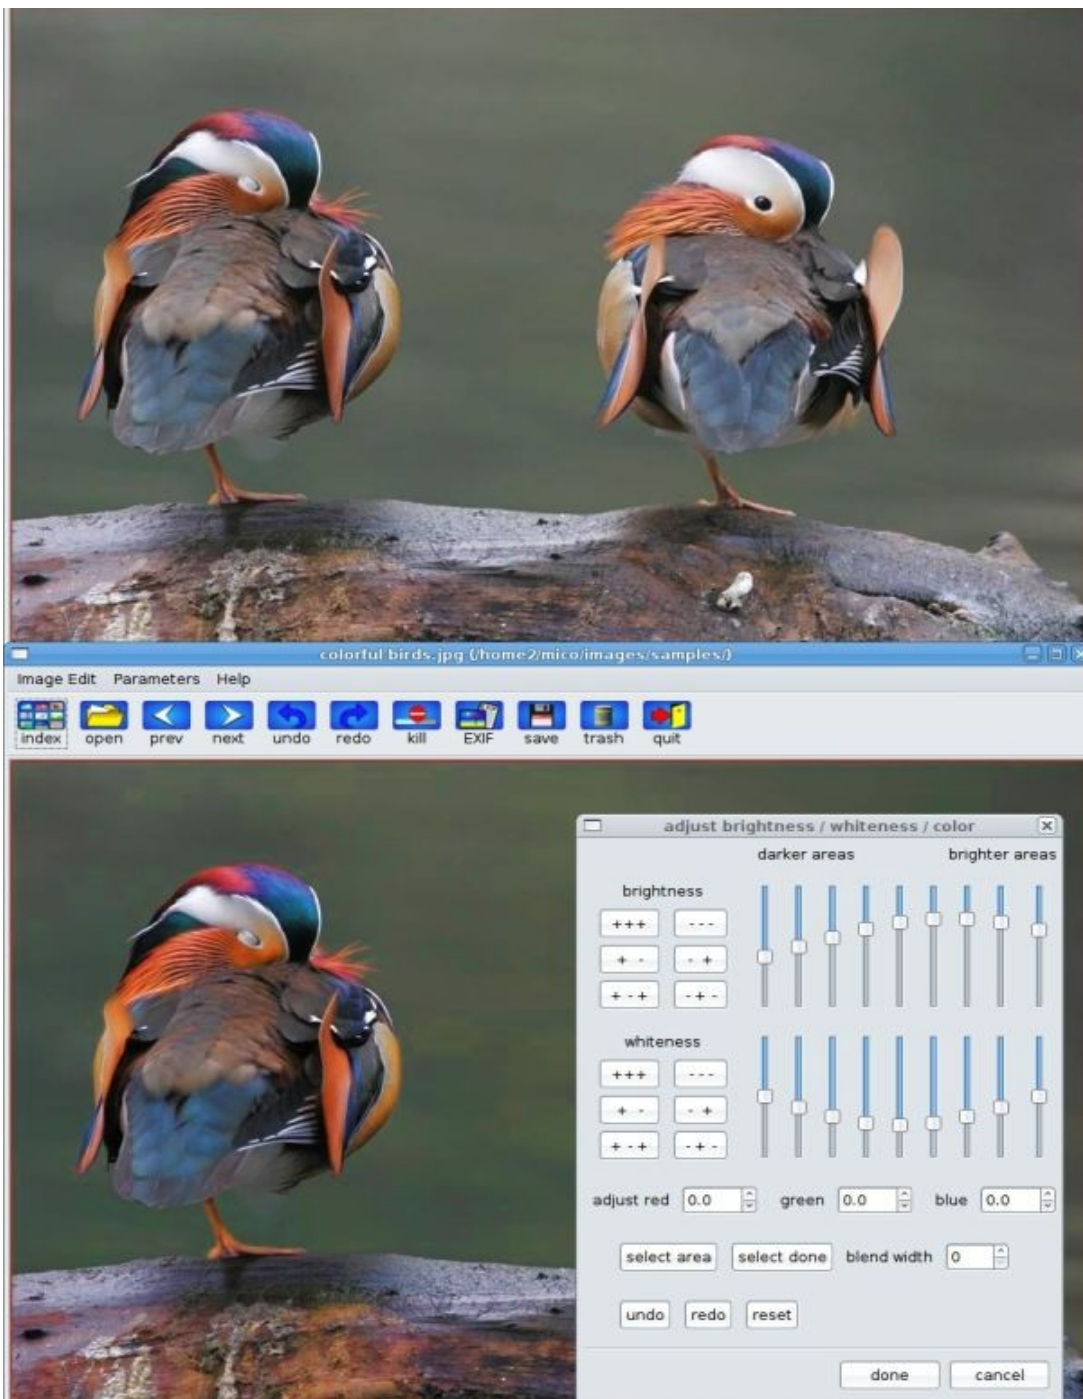 colorful birds.jpg (/home2/mico/images/samples/)
Image Edit Parameters Help
index open prev next undo redo kill EXIF save trash quit
adjust brightness / whiteness / color
darker areas brighter areas
brightness
+++ ---
+ - - +
+ - + - + -
whiteness
+++ ---
+ - - +
+ - + - + -
adjust red 0.0 green 0.0 blue 0.0
select area select done blend width 0
undo redo reset
done cancel